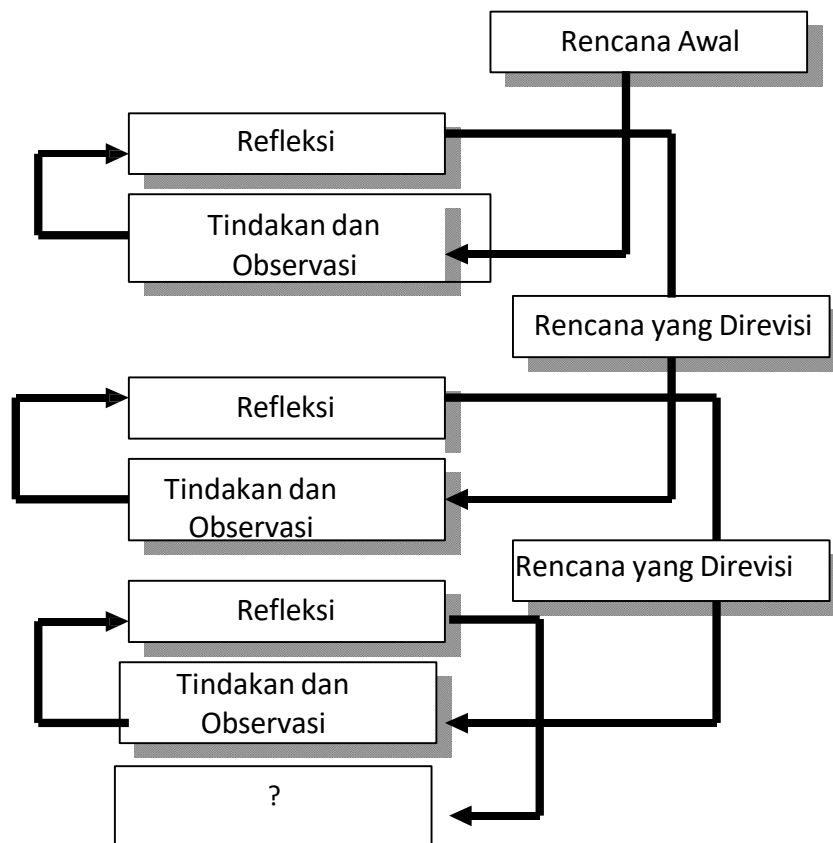 Rencana Awal
Refleksi
Tindakan dan
Observasi
Rencana yang Direvisi
Refleksi
Tindakan dan
Observasi
Rencana yang Direvisi
Refleksi
Tindakan dan
Observasi
?